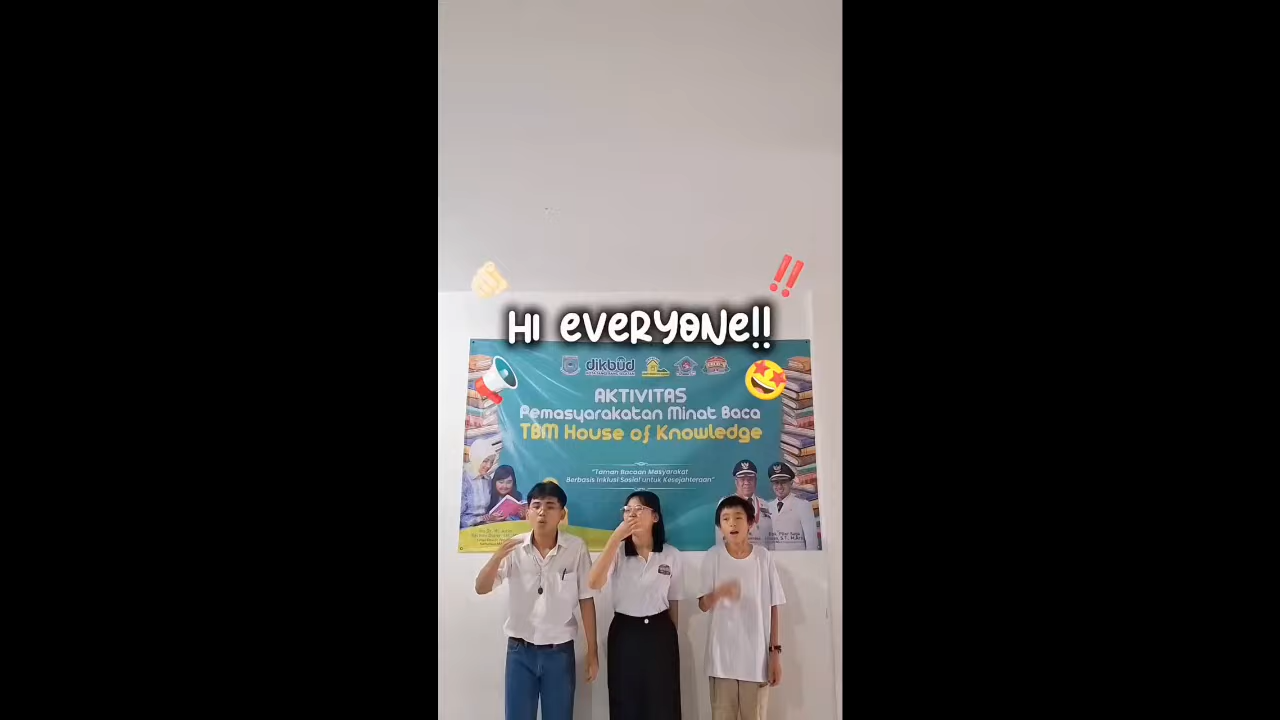 HI EVERYONE!!
dikbud
AKTIVITAS
Pemasyarakatan Minat Baca
TBM House of Knowledge
"Taman Bacaan Masyarakat
Berbasis Inklusi Sosial untuk Kesejahteraan"